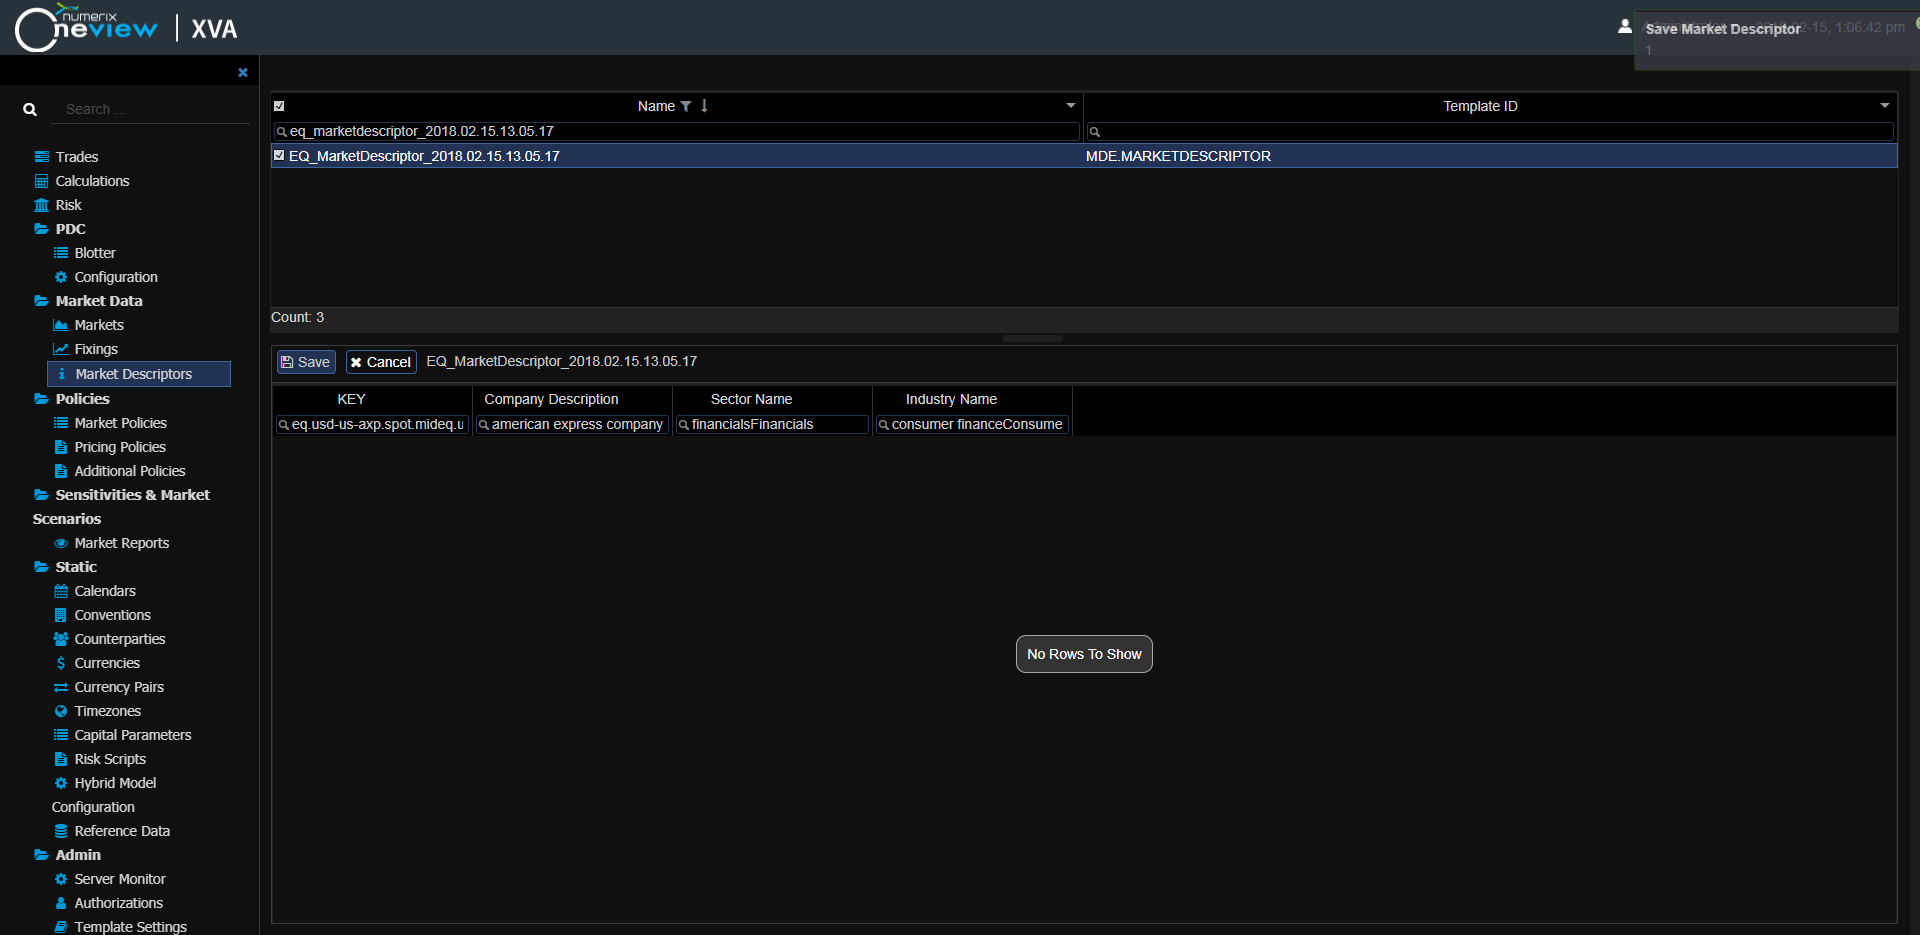 numerix
Oneview | XVA
Save Market Descriptor
2018-02-15, 1:06:42 pm
1
Search ...
Trades
Calculations
Risk
PDC
Blotter
Configuration
Market Data
Markets
Fixings
Market Descriptors
Policies
Market Policies
Pricing Policies
Additional Policies
Sensitivities & Market
Scenarios
Market Reports
Static
Calendars
Conventions
Counterparties
Currencies
Currency Pairs
Timezones
Capital Parameters
Risk Scripts
Hybrid Model
Configuration
Reference Data
Admin
Server Monitor
Authorizations
Template Settings
Name Template ID
eq_marketdescriptor_2018.02.15.13.05.17
EQ_MarketDescriptor_2018.02.15.13.05.17 MDE.MARKETDESCRIPTOR
Count: 3
Save Cancel EQ_MarketDescriptor_2018.02.15.13.05.17
KEY Company Description Sector Name Industry Name
eq.usd-us-axp.spot.mideq.u american express company financialsFinancials consumer financeConsume
No Rows To Show